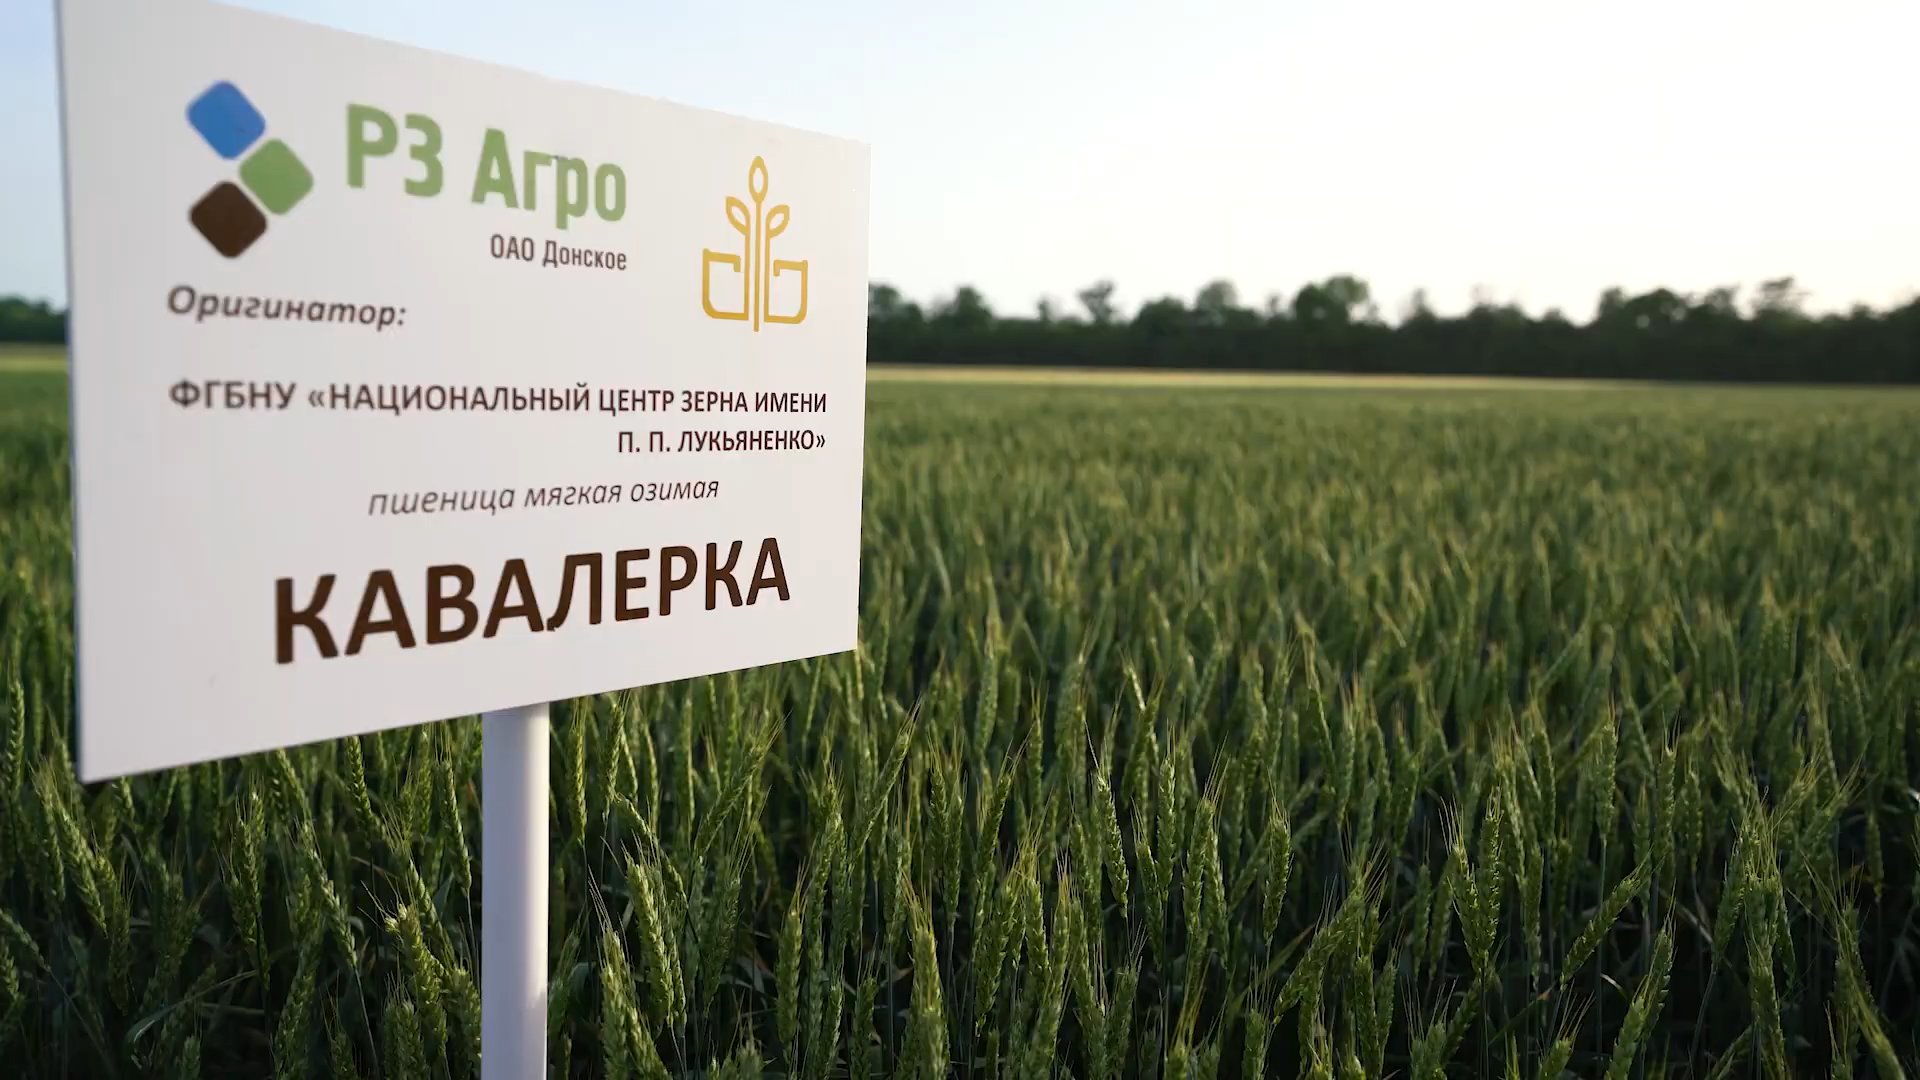 РЗ Агро
ОАО Донское
Оригинатор:
ФГБНУ «НАЦИОНАЛЬНЫЙ ЦЕНТР ЗЕРНА ИМЕНИ
П. П. ЛУКЬЯНЕНКО»
пшеница мягкая озимая
КАВАЛЕРКА